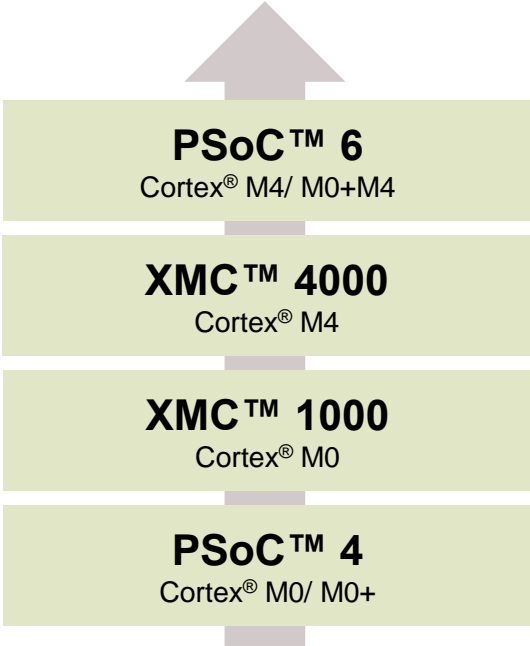 PSoC™ 6
Cortex® M4/ M0+M4
XMC™ 4000
Cortex® M4
XMC™ 1000
Cortex® M0
PSoC™ 4
Cortex® M0/ M0+